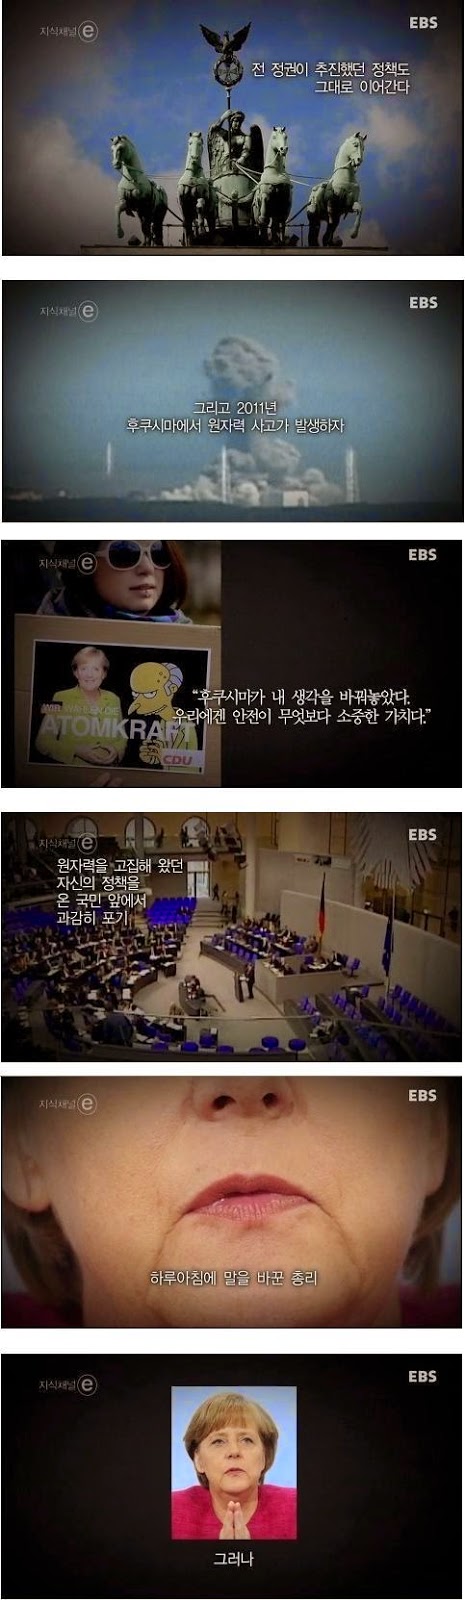 지식채널 e
EBS
전 정권이 추진했던 정책도
그대로 이어간다
지식채널 e
EBS
그리고 2011년
후쿠시마에서 원자력 사고가 발생하자
지식채널 e
EBS
WIR WÄHLEN DIE
ATOMKRAFT
CDU
“후쿠시마가 내 생각을 바꿔놓았다.
우리에겐 안전이 무엇보다 소중한 가치다.”
지식채널 e
EBS
원자력을 고집해 왔던
자신의 정책을
온 국민 앞에서
과감히 포기
지식채널 e
EBS
하루아침에 말을 바꾼 총리
지식채널 e
EBS
그러나